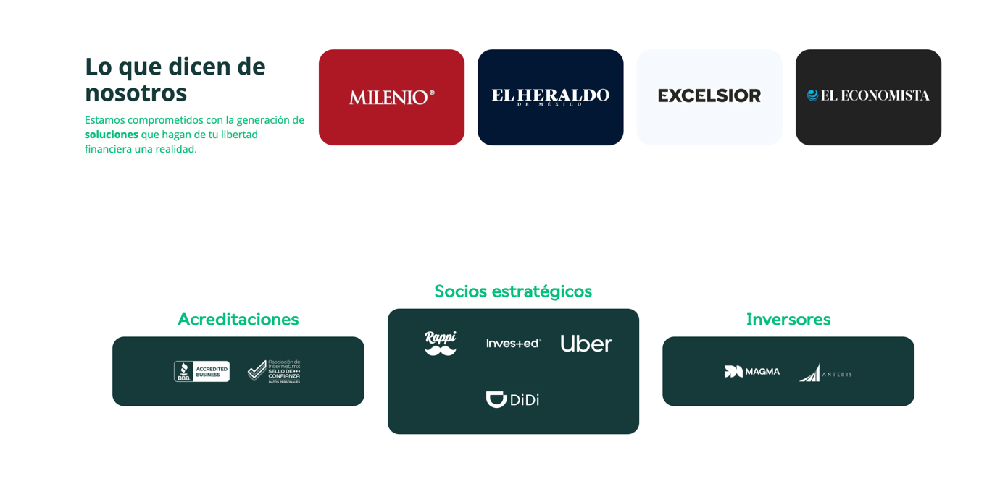 Lo que dicen de
nosotros
Estamos comprometidos con la generación de
soluciones que hagan de tu libertad
financiera una realidad.
MILENIO®
EL HERALDO
DE MÉXICO
EXCELSIOR
EL ECONOMISTA
Acreditaciones
BBB.
ACCREDITED
BUSINESS
Asociación de
Internet.mx
SELLO DE
CONFIANZA
DATOS PERSONALES
Socios estratégicos
Rappi
Inves+ed®
Uber
DiDi
Inversores
MAGMA
ANTERIS